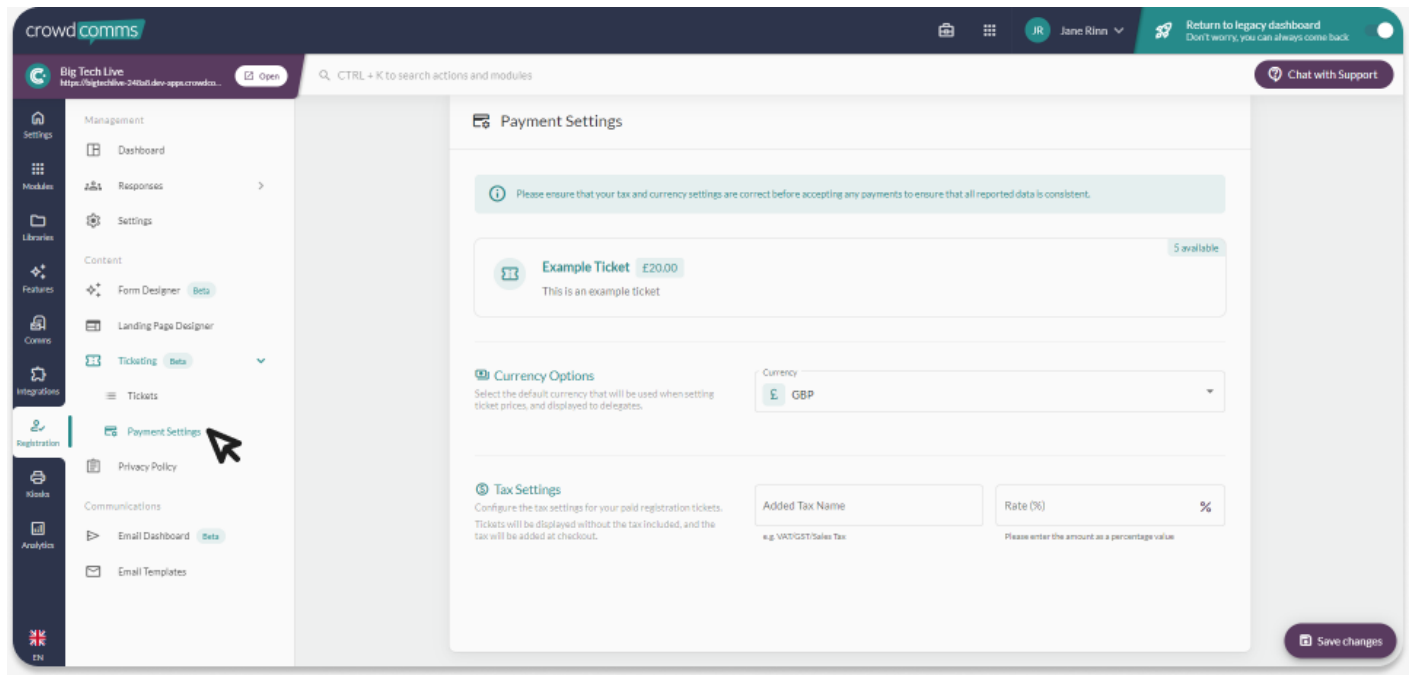 crowdcomms
JR Jane Rinn
Return to legacy dashboard
Don't worry, you can always come back
Big Tech Live
Open
CTRL + K to search actions and modules
Chat with Support
Settings
Modules
Libraries
Features
Comms
Integrations
Registration
Kiosks
Analytics
EN
Management
Dashboard
Responses
Settings
Content
Form Designer Beta
Landing Page Designer
Ticketing Beta
Tickets
Payment Settings
Privacy Policy
Communications
Email Dashboard Beta
Email Templates
Payment Settings
Please ensure that your tax and currency settings are correct before accepting any payments to ensure that all reported data is consistent.
5 available
Example Ticket £20.00
This is an example ticket
Currency Options
Select the default currency that will be used when setting
ticket prices, and displayed to delegates.
Currency
£ GBP
Tax Settings
Configure the tax settings for your paid registration tickets.
Tickets will be displayed without the tax included, and the
tax will be added at checkout.
Added Tax Name
e.g. VAT/GST/Sales Tax
Rate (%) %
Please enter the amount as a percentage value
Save changes